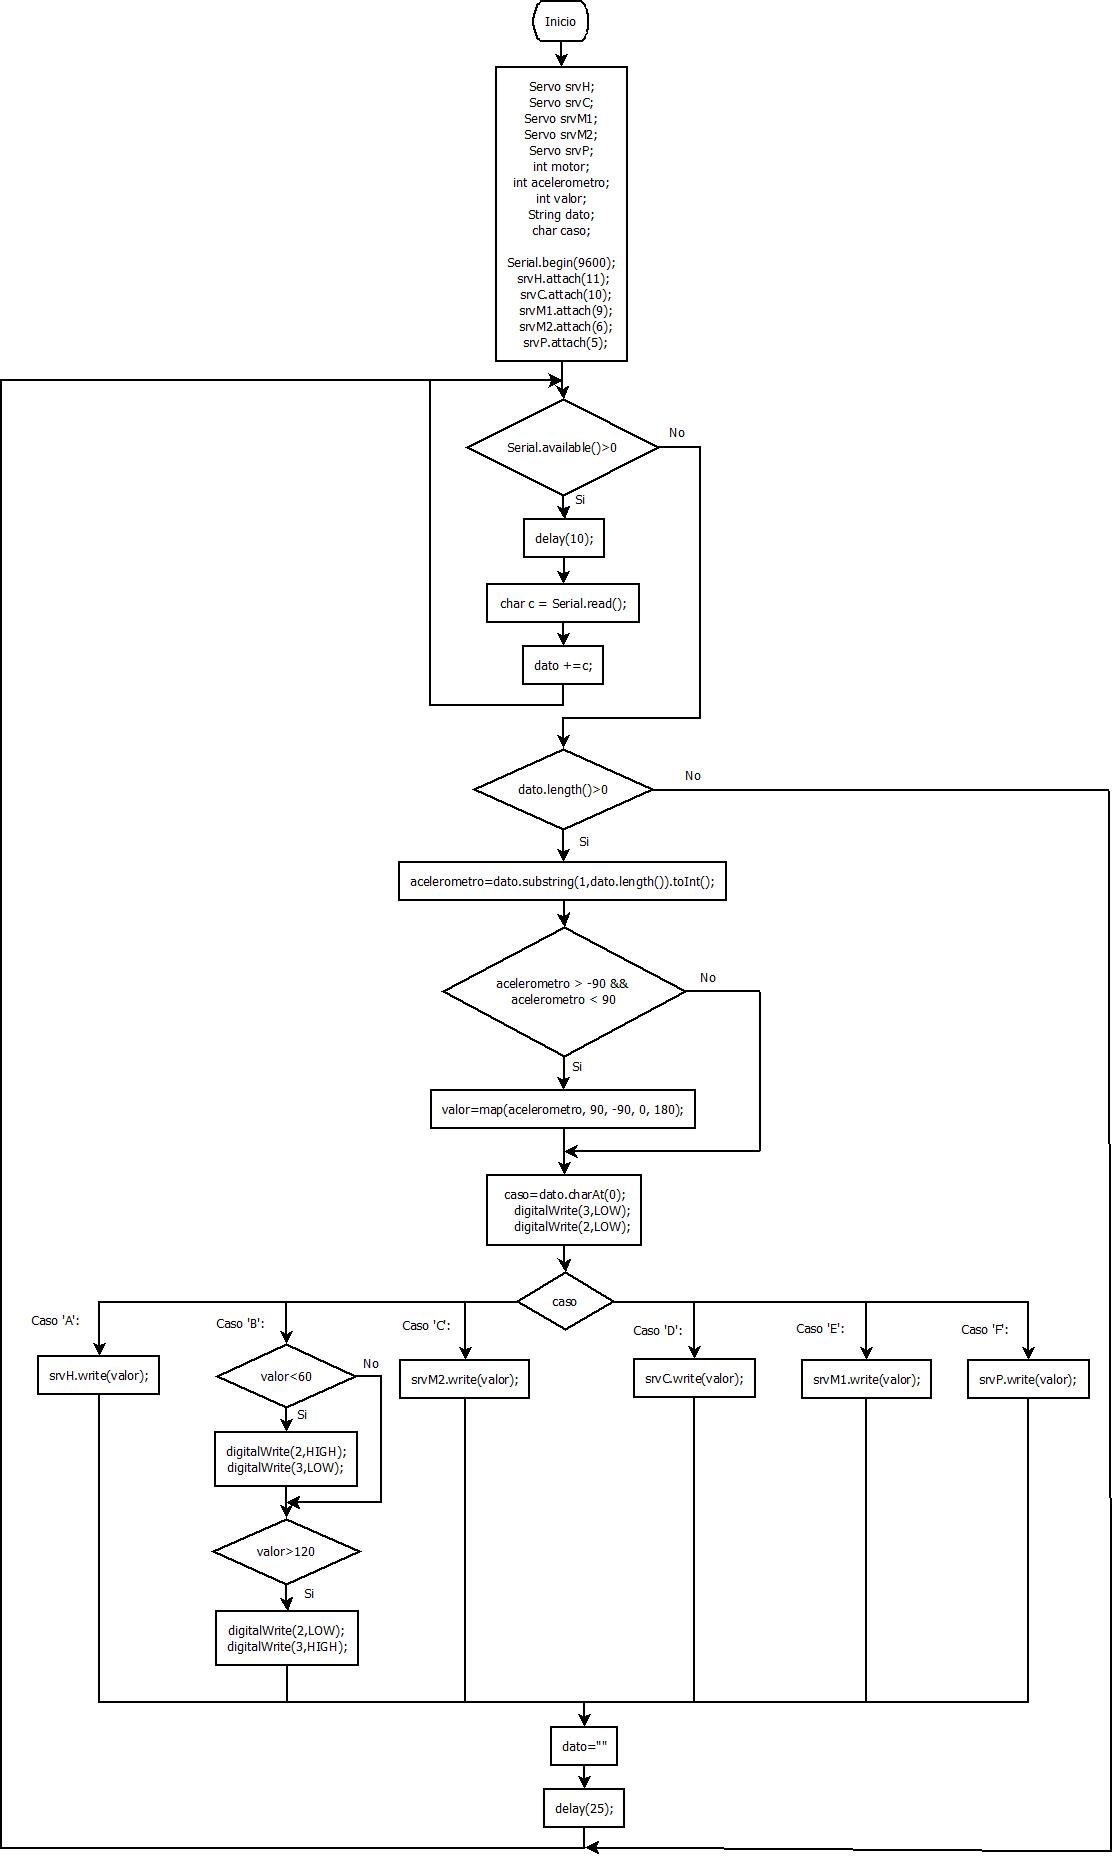 Inicio
Servo srvH;
Servo srvC;
Servo srvM1;
Servo srvM2;
Servo srvP;
int motor;
int acelerometro;
int valor;
String dato;
char caso;
Serial.begin(9600);
srvH.attach(11);
srvC.attach(10);
srvM1.attach(9);
srvM2.attach(6);
srvP.attach(5);
Serial.available()>0
No
Si
delay(10);
char c = Serial.read();
dato +=c;
dato.length()>0
No
Si
acelerometro=dato.substring(1,dato.length()).toInt();
acelerometro > -90 &&
acelerometro < 90
No
Si
valor=map(acelerometro, 90, -90, 0, 180);
caso=dato.charAt(0);
digitalWrite(3,LOW);
digitalWrite(2,LOW);
caso
Caso 'A':
srvH.write(valor);
Caso 'B':
valor<60
No
Si
digitalWrite(2,HIGH);
digitalWrite(3,LOW);
valor>120
Si
digitalWrite(2,LOW);
digitalWrite(3,HIGH);
Caso 'C':
srvM2.write(valor);
Caso 'D':
srvC.write(valor);
Caso 'E':
srvM1.write(valor);
Caso 'F':
srvP.write(valor);
dato=""
delay(25);